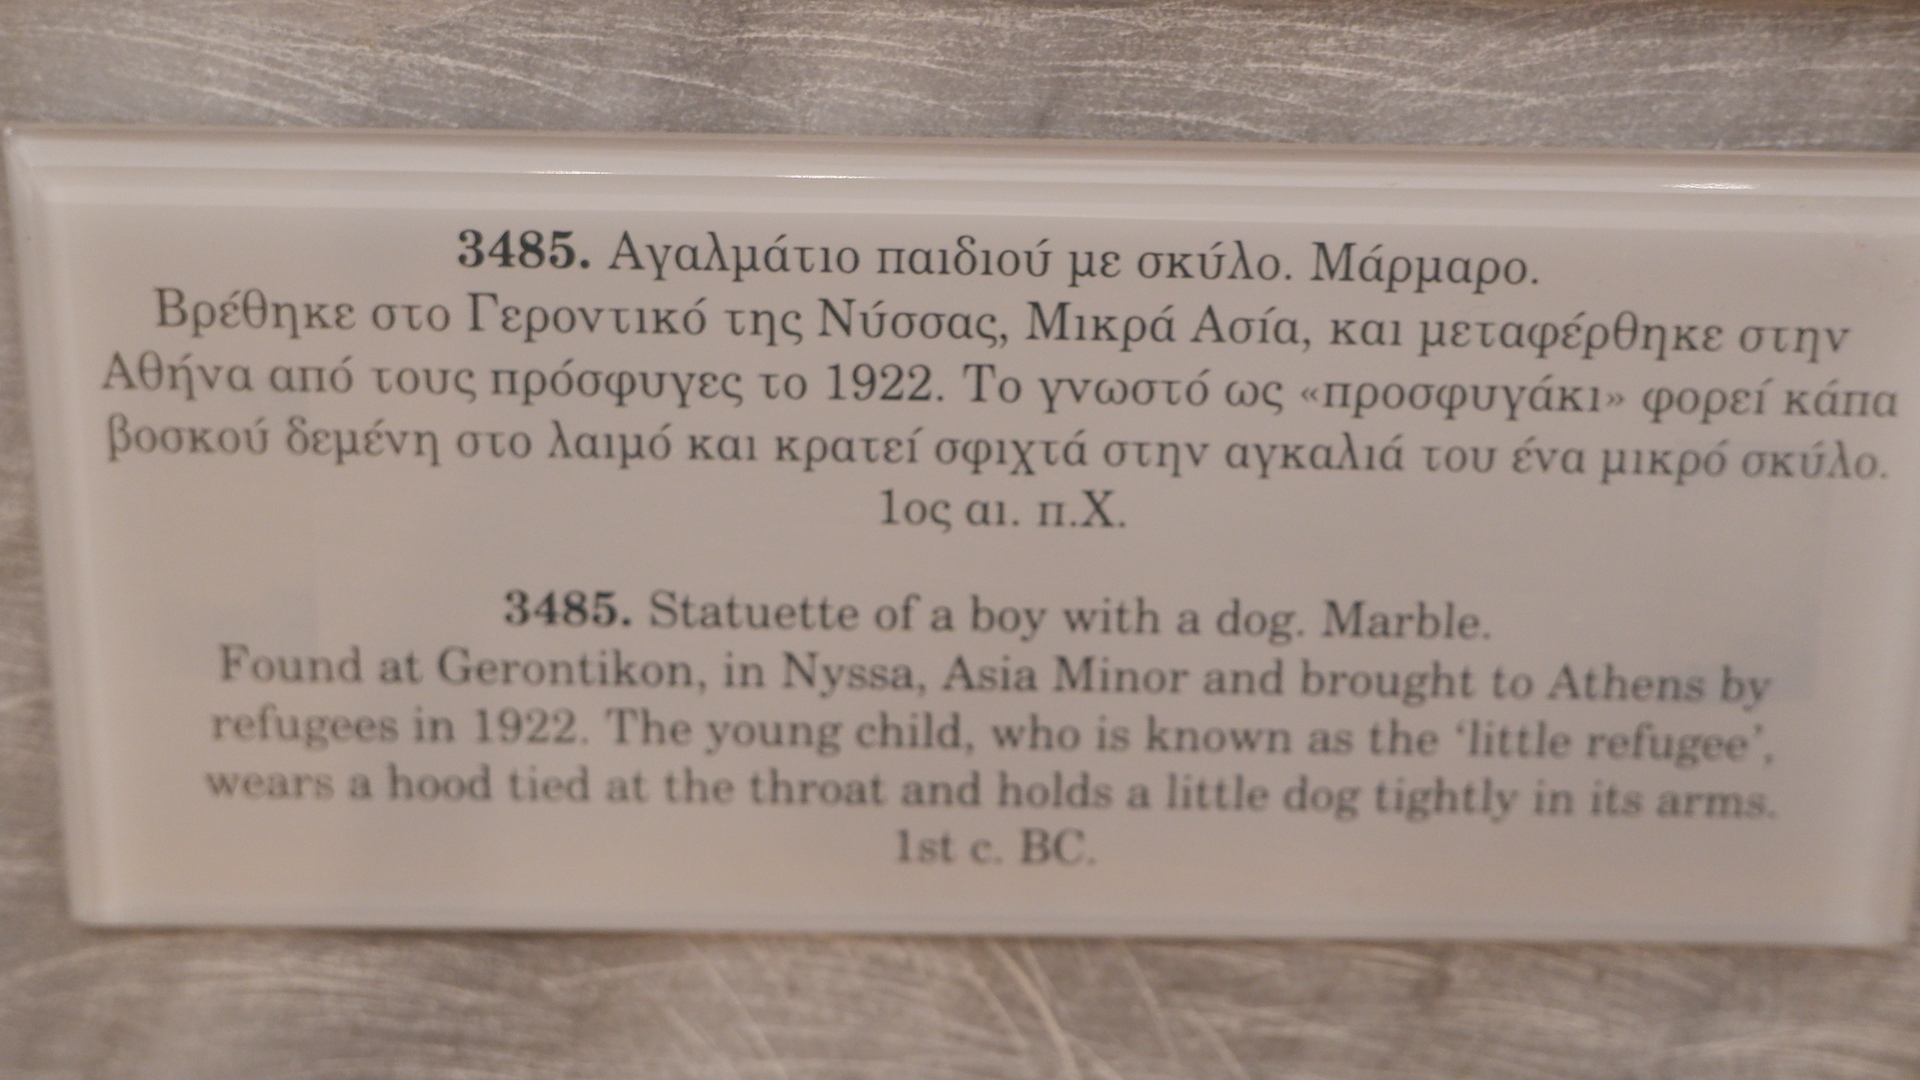 3485. Αγαλμάτιο παιδιού με σκύλο. Μάρμαρο.
Βρέθηκε στο Γεροντικό της Νύσσας, Μικρά Ασία, και μεταφέρθηκε στην
Αθήνα από τους πρόσφυγες το 1922. Το γνωστό ως «προσφυγάκι» φορεί κάπα
βοσκού δεμένη στο λαιμό και κρατεί σφιχτά στην αγκαλιά του ένα μικρό σκύλο.
1ος αι. π.Χ.
3485. Statuette of a boy with a dog. Marble.
Found at Gerontikon, in Nyssa, Asia Minor and brought to Athens by
refugees in 1922. The young child, who is known as the ‘little refugee’,
wears a hood tied at the throat and holds a little dog tightly in its arms.
1st c. BC.